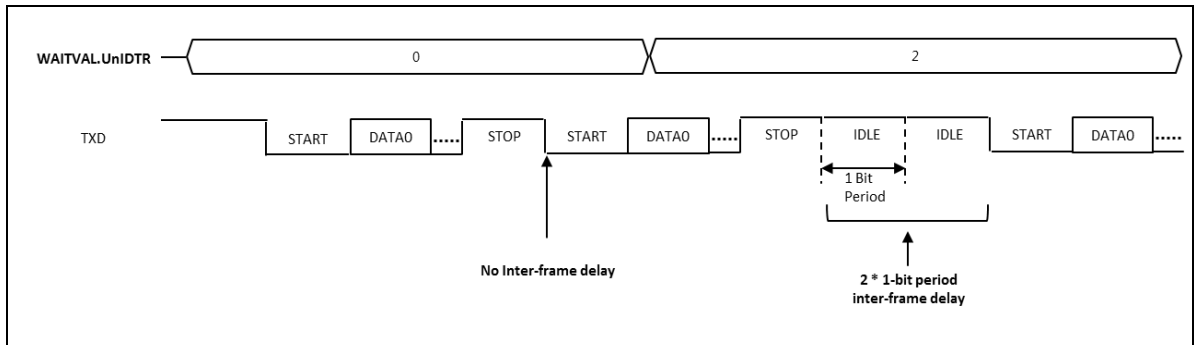 WAITVAL.UnIDTR 0 2
TXD START DATA0 ..... STOP START DATA0 ..... STOP IDLE IDLE START DATA0 .....
1 Bit
Period
No Inter-frame delay
2 * 1-bit period
inter-frame delay